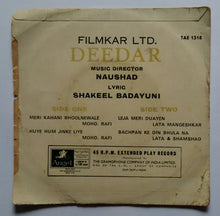 TAE 1316
FILMKAR LTD.
DEEDAR
MUSIC DIRECTOR
NAUSHAD
LYRIC
SHAKEEL BADAYUNI
SIDE ONE
MERI KAHANI BHOOLNEWALE
MOHD. RAFI
HUYE HUM JINKE LIYE
MOHD. RAFI
SIDE TWO
LEJA MERI DUAYEN
LATA MANGESHKAR
BACHPAN KE DIN BHULA NA
LATA & SHAMSHAD
Angel
45 R.P.M. EXTENDED PLAY RECORD
THE GRAMOPHONE COMPANY OF INDIA LIMITED.